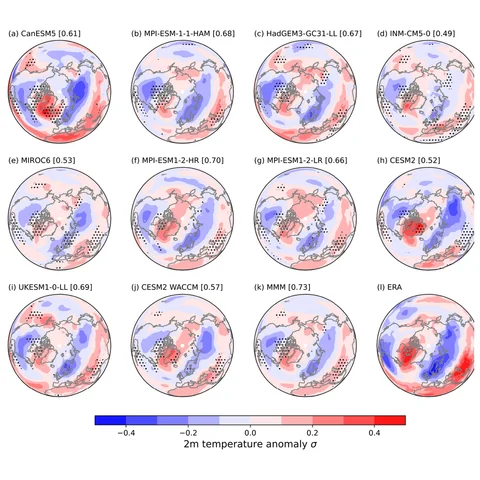 (a) CanESM5 [0.61]
(b) MPI-ESM-1-1-HAM [0.68]
(c) HadGEM3-GC31-LL [0.67]
(d) INM-CM5-0 [0.49]
(e) MIROC6 [0.53]
(f) MPI-ESM1-2-HR [0.70]
(g) MPI-ESM1-2-LR [0.66]
(h) CESM2 [0.52]
(i) UKESM1-0-LL [0.69]
(j) CESM2 WACCM [0.57]
(k) MMM [0.73]
(l) ERA
−0.4 −0.2 0.0 0.2 0.4
2m temperature anomaly σ